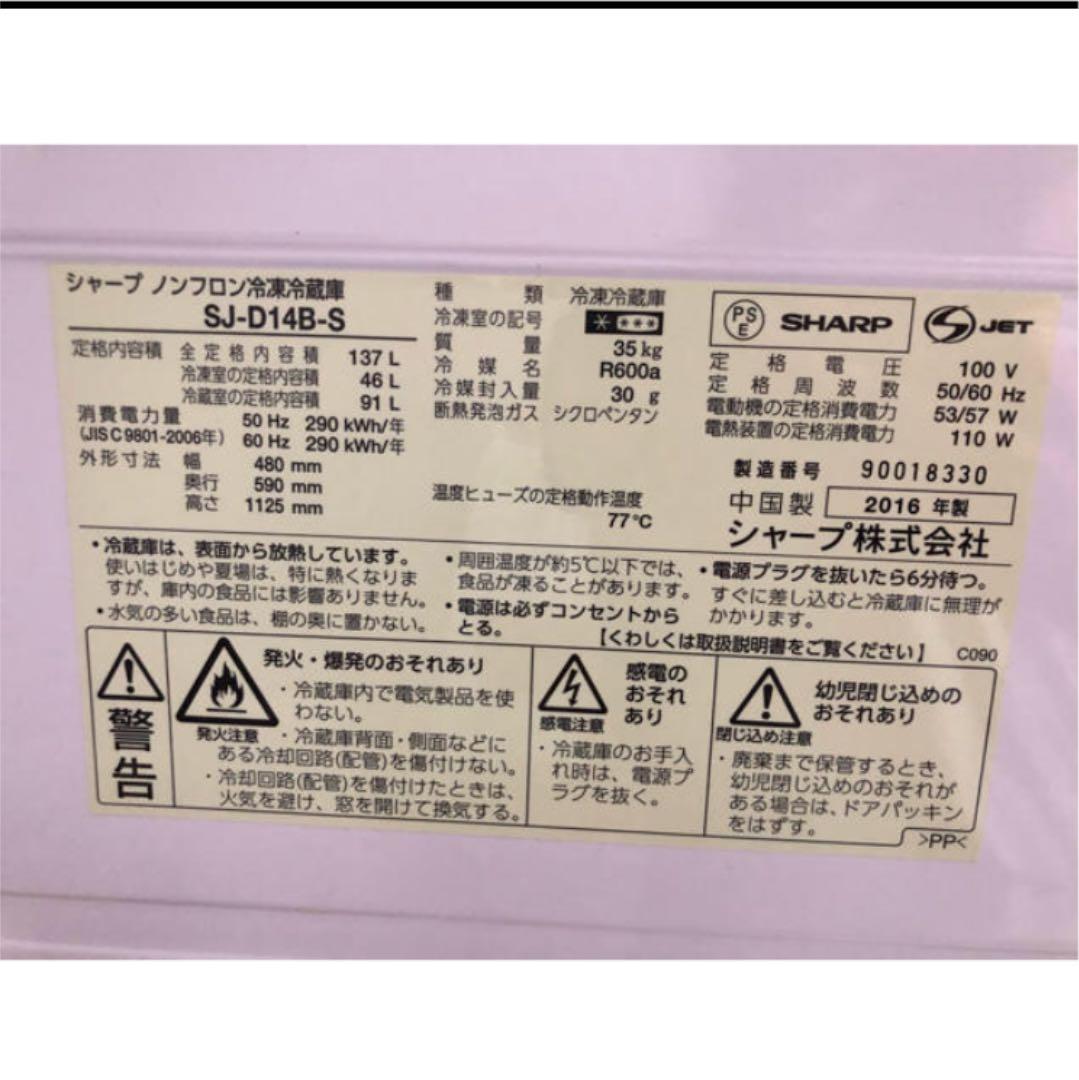 シャープ ノンフロン冷凍冷蔵庫
SJ-D14B-S
定格内容積 全定格内容積 137 L
冷凍室の定格内容積 46 L
冷蔵室の定格内容積 91 L
消費電力量 50 Hz 290 kWh/年
(JIS C 9801-2006年) 60 Hz 290 kWh/年
外形寸法 幅 480 mm
奥行 590 mm
高さ 1125 mm
種類 冷凍冷蔵庫
冷凍室の記号 * ***
質量 35 kg
冷媒名 R600a
冷媒封入量 30 g
断熱発泡ガス シクロペンタン
温度ヒューズの定格動作温度
77℃
PS E SHARP S JET
定格電圧 100 V
定格周波数 50/60 Hz
電動機の定格消費電力 53/57 W
電熱装置の定格消費電力 110 W
製造番号 90018330
中国製 2016 年製
シャープ株式会社
・冷蔵庫は、表面から放熱しています。
使いはじめや夏場は、特に熱くなりま
すが、庫内の食品には影響ありません。
・水気の多い食品は、棚の奥に置かない。
・周囲温度が約5℃以下では、
食品が凍ることがあります。
・電源は必ずコンセントから
とる。
・電源プラグを抜いたら6分待つ。
すぐに差し込むと冷蔵庫に無理が
かかります。
【くわしくは取扱説明書をご覧ください】 C090
警告
発火・爆発のおそれあり
発火注意
・冷蔵庫内で電気製品を使
わない。
・冷蔵庫背面・側面などに
ある冷却回路(配管)を傷付けない。
・冷却回路(配管)を傷付けたときは、
火気を避け、窓を開けて換気する。
感電の
おそれ
あり
感電注意
・冷蔵庫のお手入
れ時は、電源プ
ラグを抜く。
幼児閉じ込めの
おそれあり
閉じ込め注意
・廃棄まで保管するとき、
幼児閉じ込めのおそれが
ある場合は、ドアパッキン
をはずす。
>PP<